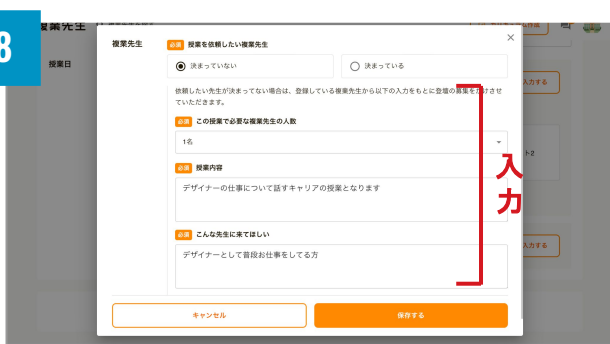 8
複業先生
授業日
複業先生
必須 授業を依頼したい複業先生
×
決まっていない
決まっている
依頼したい先生が決まってない場合は、登録している複業先生から以下の入力をもとに登壇の募集をかけさせ
ていただきます。
必須 この授業で必要な複業先生の人数
1名
必須 授業内容
デザイナーの仕事について話すキャリアの授業となります
必須 こんな先生に来てほしい
デザイナーとして普段お仕事をしてる方
入力
キャンセル
保存する
入力する
ト2
入力する